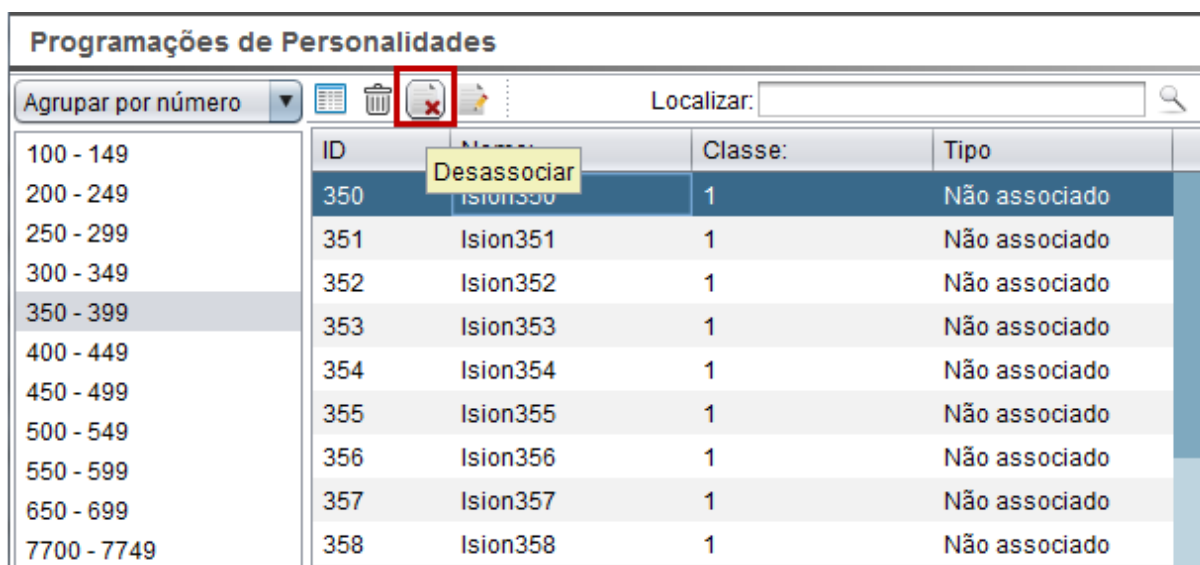 Programações de Personalidades
Agrupar por número Localizar:
100 - 149
200 - 249
250 - 299
300 - 349
350 - 399
400 - 449
450 - 499
500 - 549
550 - 599
650 - 699
7700 - 7749
ID Nome: Classe: Tipo
Desassociar
350 Ision350 1 Não associado
351 Ision351 1 Não associado
352 Ision352 1 Não associado
353 Ision353 1 Não associado
354 Ision354 1 Não associado
355 Ision355 1 Não associado
356 Ision356 1 Não associado
357 Ision357 1 Não associado
358 Ision358 1 Não associado